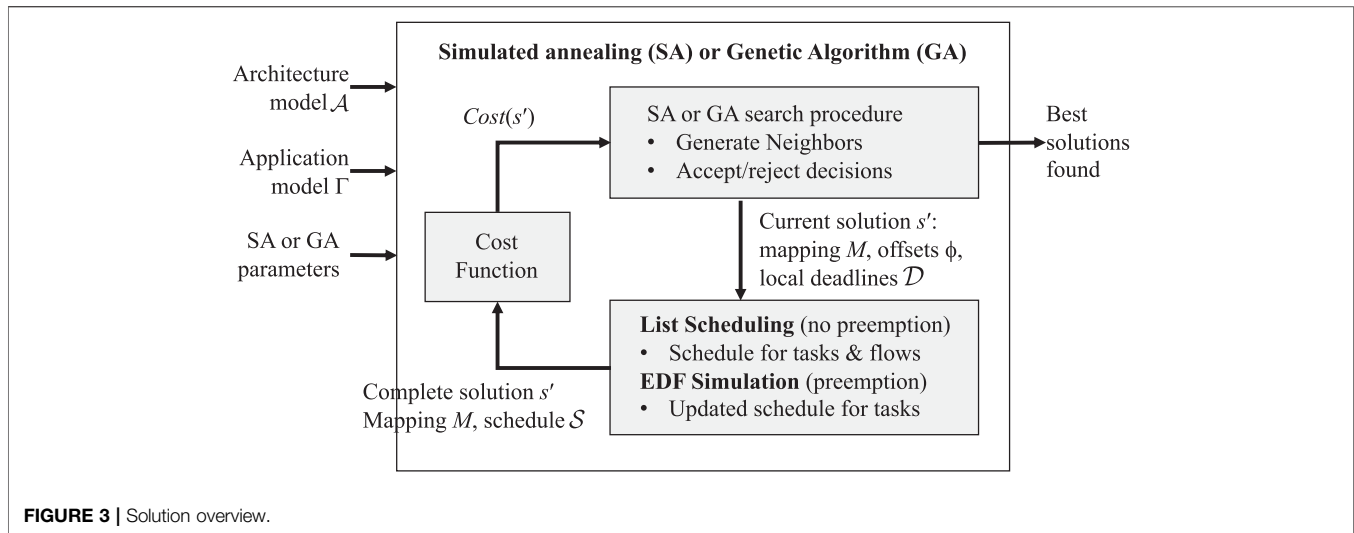 Simulated annealing (SA) or Genetic Algorithm (GA)
Architecture
model 𝒜
Application
model Γ
SA or GA
parameters
Cost(s′)
SA or GA search procedure
• Generate Neighbors
• Accept/reject decisions
Best
solutions
found
Cost
Function
Current solution s′:
mapping M, offsets ϕ,
local deadlines 𝒟
List Scheduling (no preemption)
• Schedule for tasks & flows
EDF Simulation (preemption)
• Updated schedule for tasks
Complete solution s′
Mapping M, schedule 𝒮
FIGURE 3 | Solution overview.